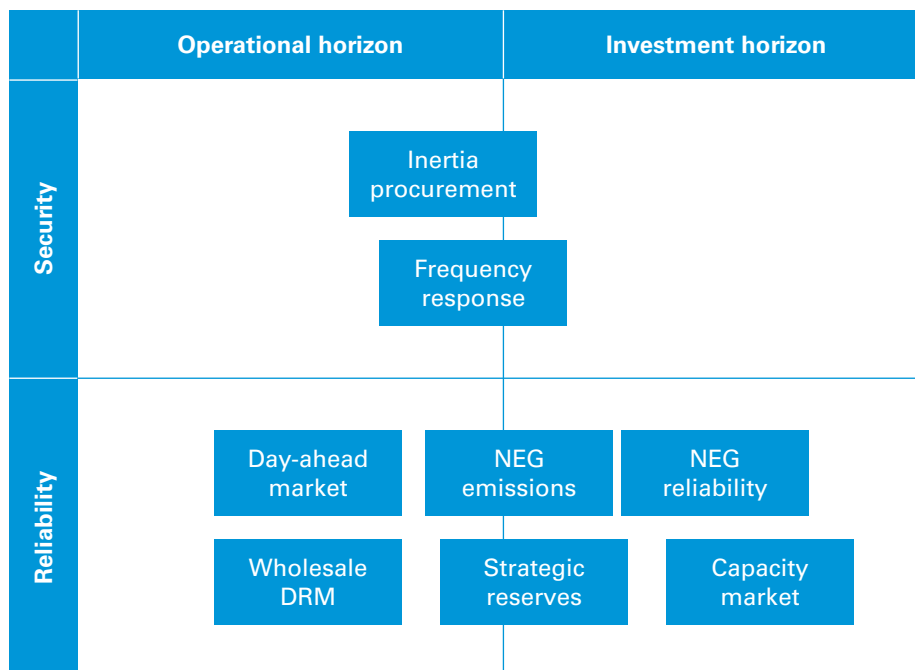 Operational horizon
Investment horizon
Security
Inertia
procurement
Frequency
response
Reliability
Day-ahead
market
NEG
emissions
NEG
reliability
Wholesale
DRM
Strategic
reserves
Capacity
market